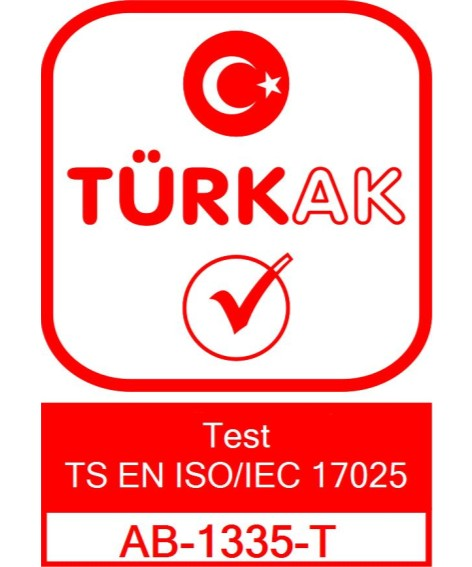 TÜRKAK
Test
TS EN ISO/IEC 17025
AB-1335-T